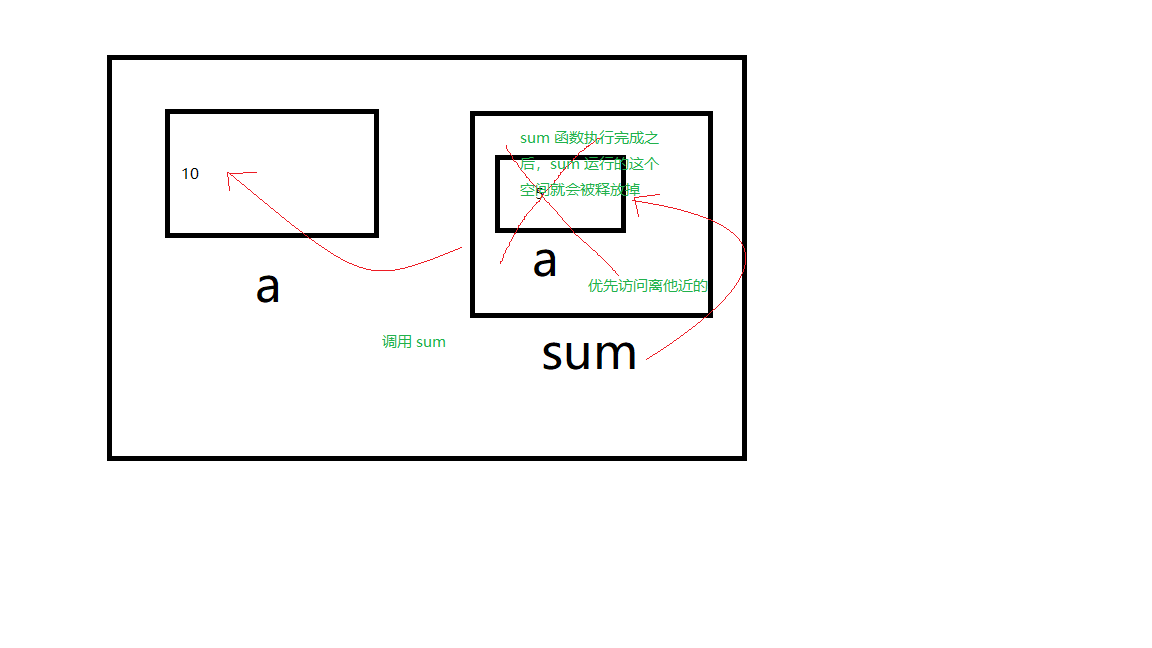 sum 函数执行完成之
后，sum 运行的这个
空间就会被释放掉
10
5
a
a
优先访问离他近的
调用 sum
sum